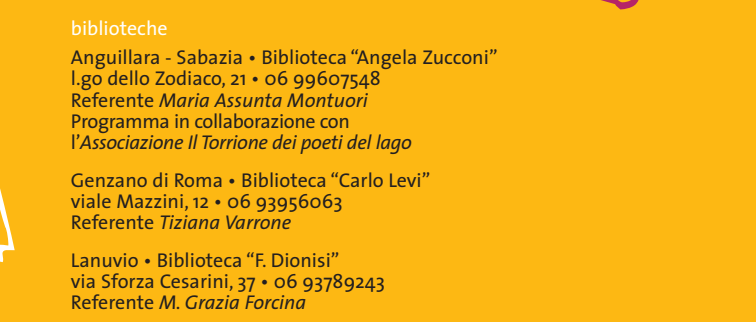 biblioteche
Anguillara - Sabazia • Biblioteca “Angela Zucconi”
l.go dello Zodiaco, 21 • 06 99607548
Referente Maria Assunta Montuori
Programma in collaborazione con
l’Associazione Il Torrione dei poeti del lago
Genzano di Roma • Biblioteca “Carlo Levi”
viale Mazzini, 12 • 06 93956063
Referente Tiziana Varrone
Lanuvio • Biblioteca “F. Dionisi”
via Sforza Cesarini, 37 • 06 93789243
Referente M. Grazia Forcina